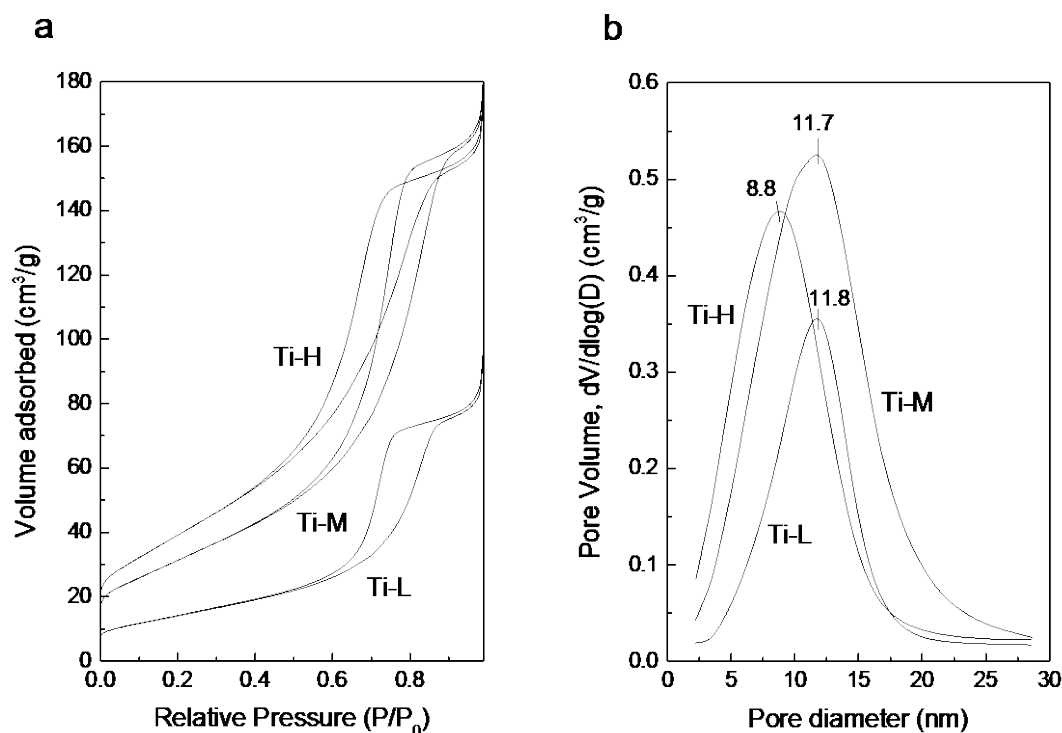 a
Volume adsorbed (cm³/g)
180
160
140
120
100
80
60
40
20
0
Ti-H
Ti-M
Ti-L
0.0
0.2
0.4
0.6
0.8
Relative Pressure (P/P₀)
b
Pore Volume, dV/dlog(D) (cm³/g)
0.6
0.5
0.4
0.3
0.2
0.1
0.0
11.7
8.8
11.8
Ti-H
Ti-M
Ti-L
0
5
10
15
20
25
30
Pore diameter (nm)